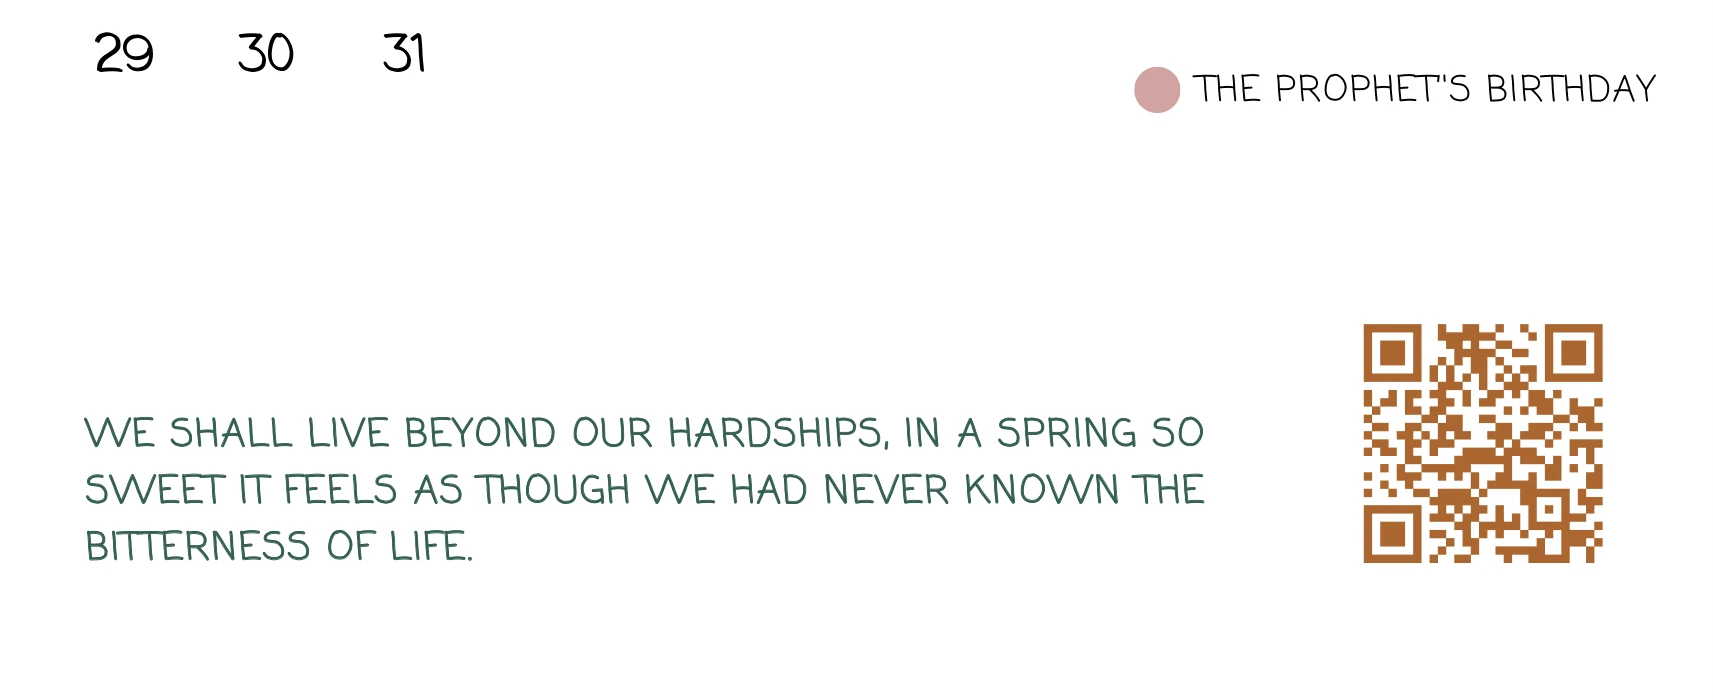 29 30 31
THE PROPHET"S BIRTHDAY
WE SHALL LIVE BEYOND OUR HARDSHIPS, IN A SPRING SO
SWEET IT FEELS AS THOUGH WE HAD NEVER KNOWN THE
BITTERNESS OF LIFE.